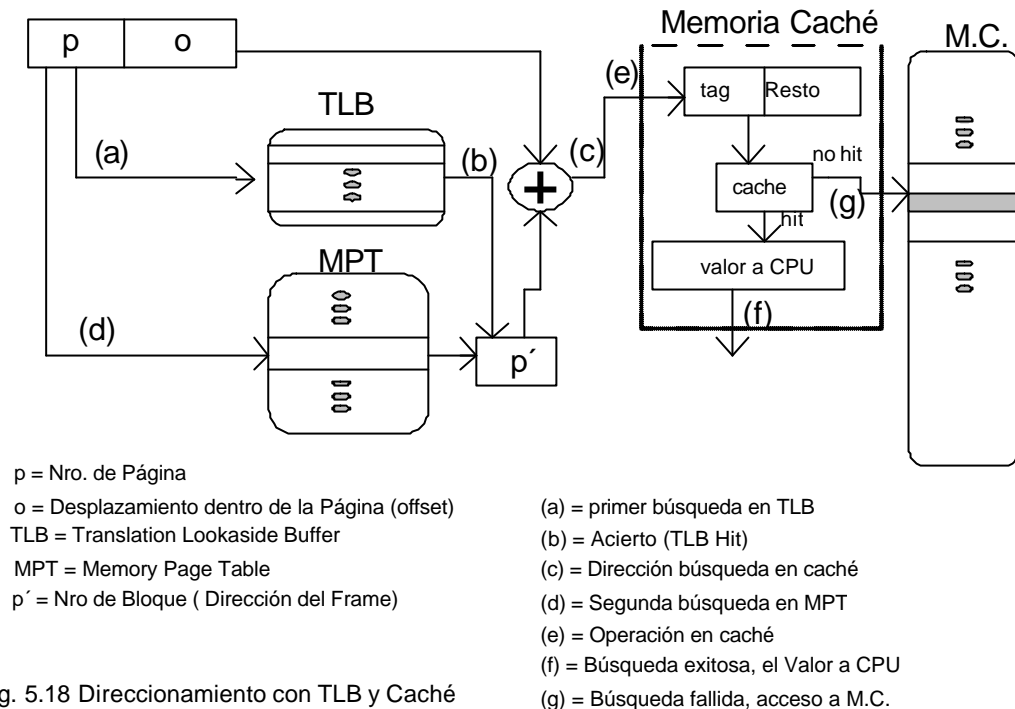 Memoria Caché
M.C.
p
o
(e)
tag
Resto
TLB
(a)
(b)
(c)
no hit
+
cache
(g)
hit
MPT
valor a CPU
(d)
(f)
p´
p = Nro. de Página
o = Desplazamiento dentro de la Página (offset)
TLB = Translation Lookaside Buffer
MPT = Memory Page Table
p´ = Nro de Bloque ( Dirección del Frame)
(a) = primer búsqueda en TLB
(b) = Acierto (TLB Hit)
(c) = Dirección búsqueda en caché
(d) = Segunda búsqueda en MPT
(e) = Operación en caché
(f) = Búsqueda exitosa, el Valor a CPU
(g) = Búsqueda fallida, acceso a M.C.
g. 5.18 Direccionamiento con TLB y Caché